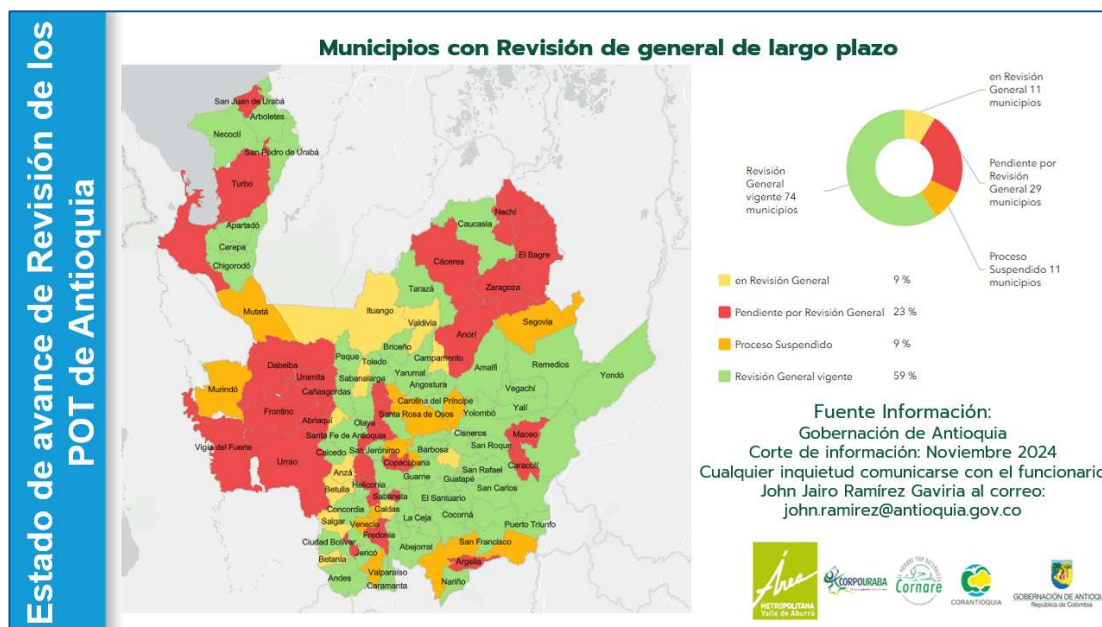 Estado de avance de Revisión de los
POT de Antioquia
Municipios con Revisión de general de largo plazo
San Juan de Urabá
Arboletes
Necoclí
San Pedro de Urabá
Turbo
Apartadó
Carepa
Chigorodó
Mutatá
Murindó
Nechí
Caucasia
Cáceres
El Bagre
Zaragoza
Tarazá
Ituango
Valdivia
Segovia
Anorí
Briceño
Peque
Toledo
Campamento
Dabeiba
Sabanalarga
Yarumal
Amalfi
Remedios
Yondó
Uramita
Cañasgordas
Angostura
Vegachí
Carolina del Príncipe
Frontino
Santa Rosa de Osos
Yolombó
Yalí
Abriaquí
Olaya
Cisneros
Santa Fe de Antioquia
Maceo
Vigía del Fuerte
Caicedo
San Jerónimo
Barbosa
San Roque
Urrao
Copacabana
Caracolí
Anzá
Guarne
San Rafael
Guatapé
Betulia
Heliconia
San Carlos
Sabaneta
El Santuario
Concordia
Caldas
Salgar
Venecia
La Ceja
Cocorná
Puerto Triunfo
Fredonia
Ciudad Bolívar
San Francisco
Jericó
Abejorral
Betania
Argelia
Valparaíso
Andes
Caramanta
Nariño
en Revisión
General 11
municipios
Pendiente por
Revisión
General 29
municipios
Proceso
Suspendido 11
municipios
Revisión
General
vigente 74
municipios
en Revisión General 9 %
Pendiente por Revisión General 23 %
Proceso Suspendido 9 %
Revisión General vigente 59 %
Fuente Información:
Gobernación de Antioquia
Corte de información: Noviembre 2024
Cualquier inquietud comunicarse con el funcionario
John Jairo Ramírez Gaviria al correo:
john.ramirez@antioquia.gov.co
Área
METROPOLITANA
Valle de Aburrá
CORPOURABA
Cornare
CORANTIOQUIA
GOBERNACIÓN DE ANTIOQU
República de Colombia